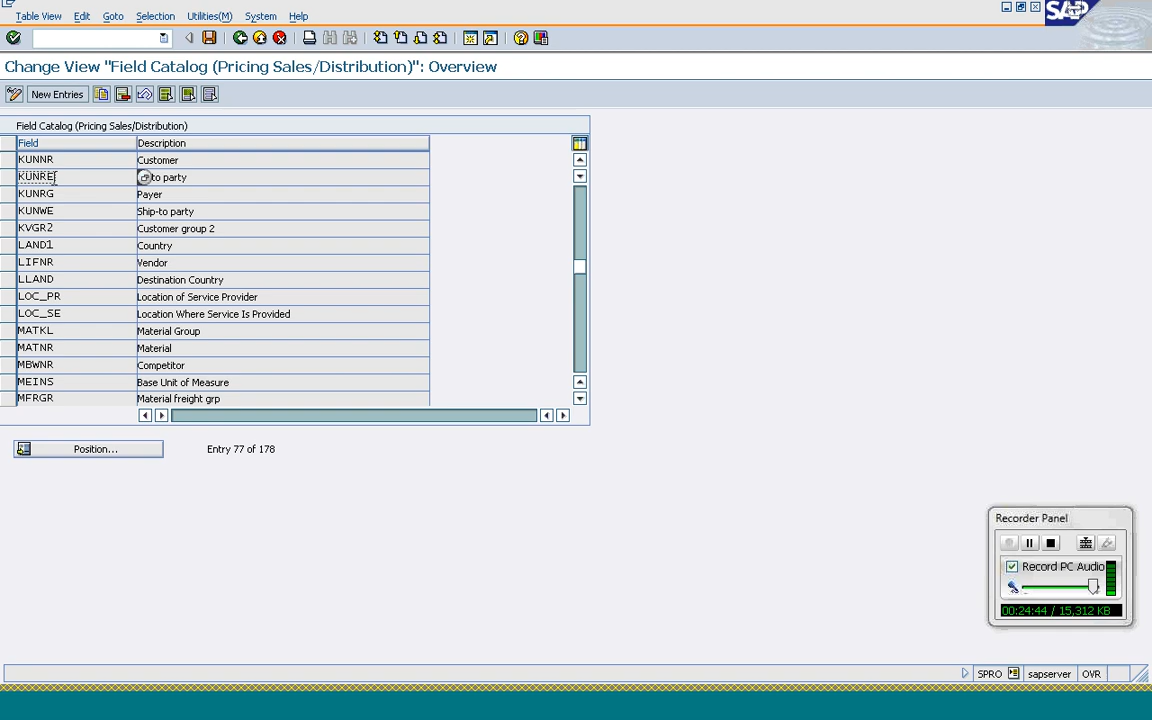 Table View Edit Goto Selection Utilities(M) System Help
SAP
Change View "Field Catalog (Pricing Sales/Distribution)": Overview
New Entries
Field Catalog (Pricing Sales/Distribution)
Field Description
KUNNR Customer
KUNRE to party
KUNRG Payer
KUNWE Ship-to party
KVGR2 Customer group 2
LAND1 Country
LIFNR Vendor
LLAND Destination Country
LOC_PR Location of Service Provider
LOC_SE Location Where Service Is Provided
MATKL Material Group
MATNR Material
MBWNR Competitor
MEINS Base Unit of Measure
MFRGR Material freight grp
Position... Entry 77 of 178
Recorder Panel
Record PC Audio
00:24:44 / 15,312 KB
SPRO sapserver OVR